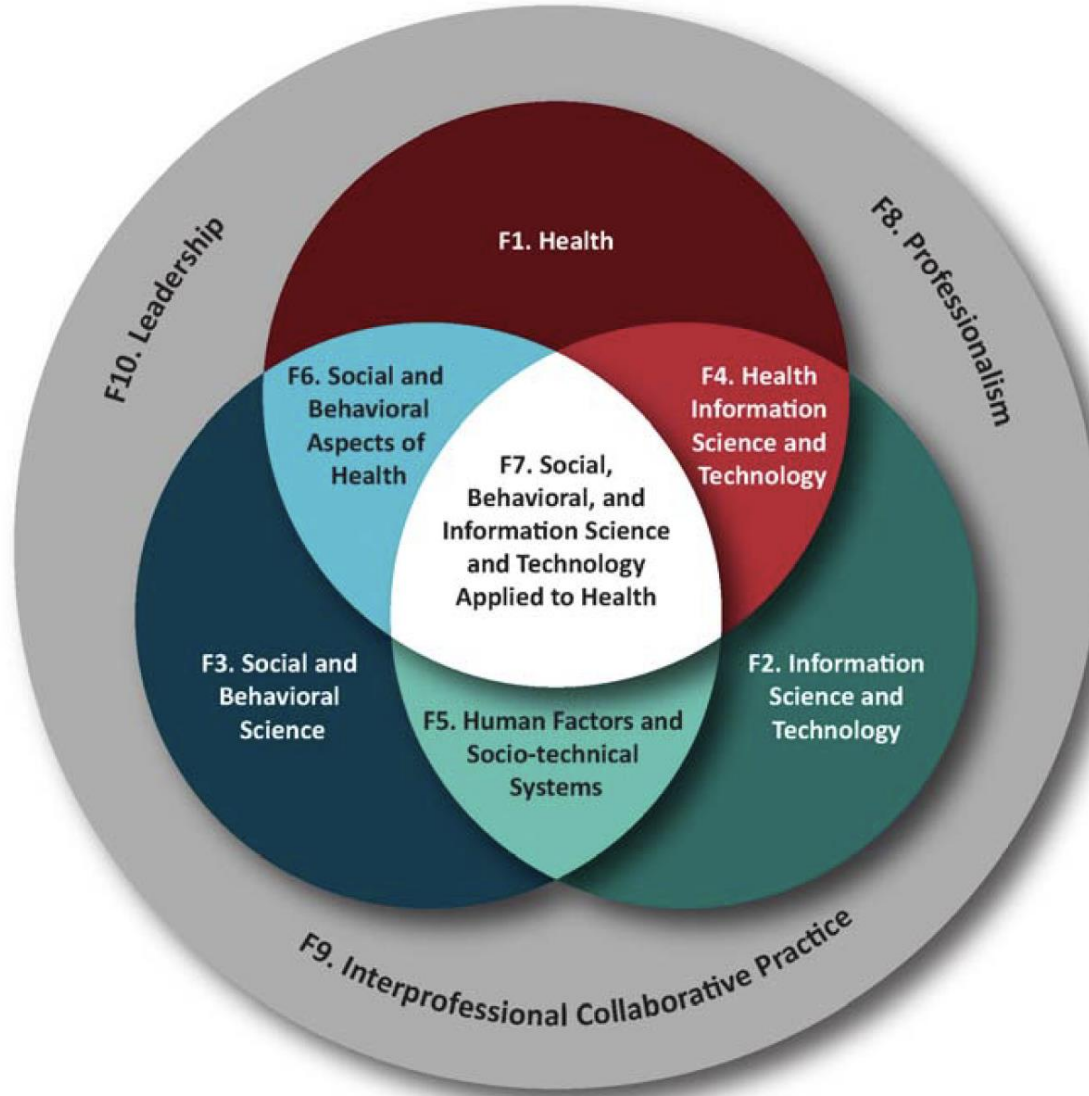 F1. Health
F10. Leadership
F8. Professionalism
F6. Social and
Behavioral
Aspects of
Health
F4. Health
Information
Science and
Technology
F7. Social,
Behavioral, and
Information Science
and Technology
Applied to Health
F3. Social and
Behavioral
Science
F2. Information
Science and
Technology
F5. Human Factors and
Socio-technical
Systems
F9. Interprofessional Collaborative Practice